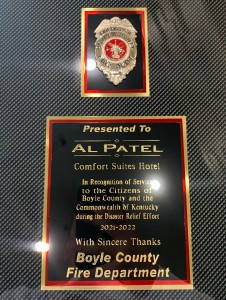 Presented To
AL PATEL
Comfort Suites Hotel
In Recognition of Service
to the Citizens of
Boyle County and the
Commonwealth of Kentucky
during the Disaster Relief Effort
2021-2022
With Sincere Thanks
Boyle County
Fire Department